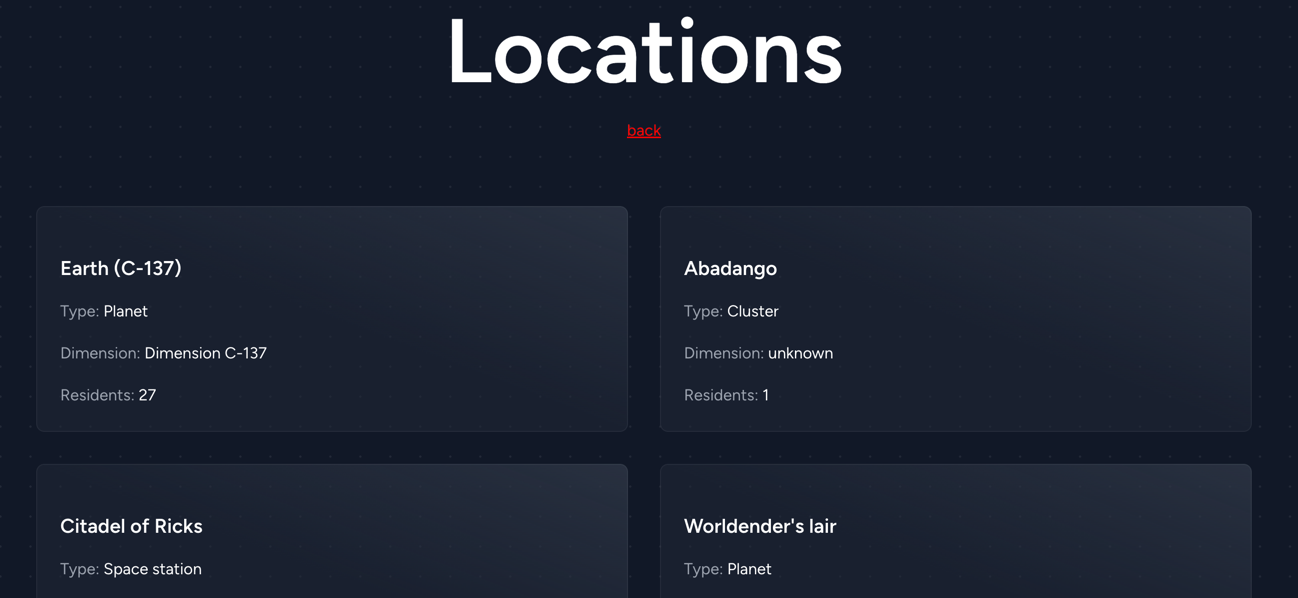 Locations
back
Earth (C-137)
Type: Planet
Dimension: Dimension C-137
Residents: 27
Abadango
Type: Cluster
Dimension: unknown
Residents: 1
Citadel of Ricks
Type: Space station
Worldender's lair
Type: Planet